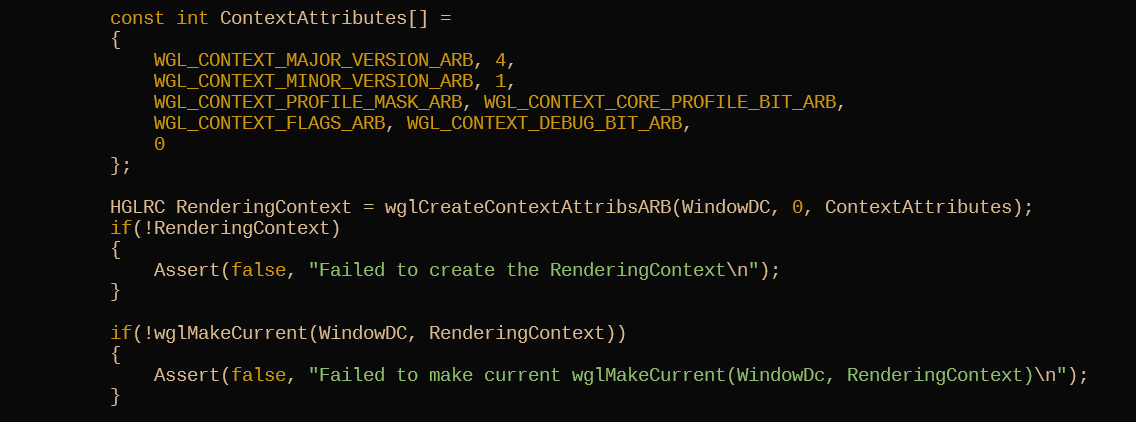 const int ContextAttributes[] =
{
WGL_CONTEXT_MAJOR_VERSION_ARB, 4,
WGL_CONTEXT_MINOR_VERSION_ARB, 1,
WGL_CONTEXT_PROFILE_MASK_ARB, WGL_CONTEXT_CORE_PROFILE_BIT_ARB,
WGL_CONTEXT_FLAGS_ARB, WGL_CONTEXT_DEBUG_BIT_ARB,
0
};
HGLRC RenderingContext = wglCreateContextAttribsARB(WindowDC, 0, ContextAttributes);
if(!RenderingContext)
{
Assert(false, "Failed to create the RenderingContext\n");
}
if(!wglMakeCurrent(WindowDC, RenderingContext))
{
Assert(false, "Failed to make current wglMakeCurrent(WindowDc, RenderingContext)\n");
}